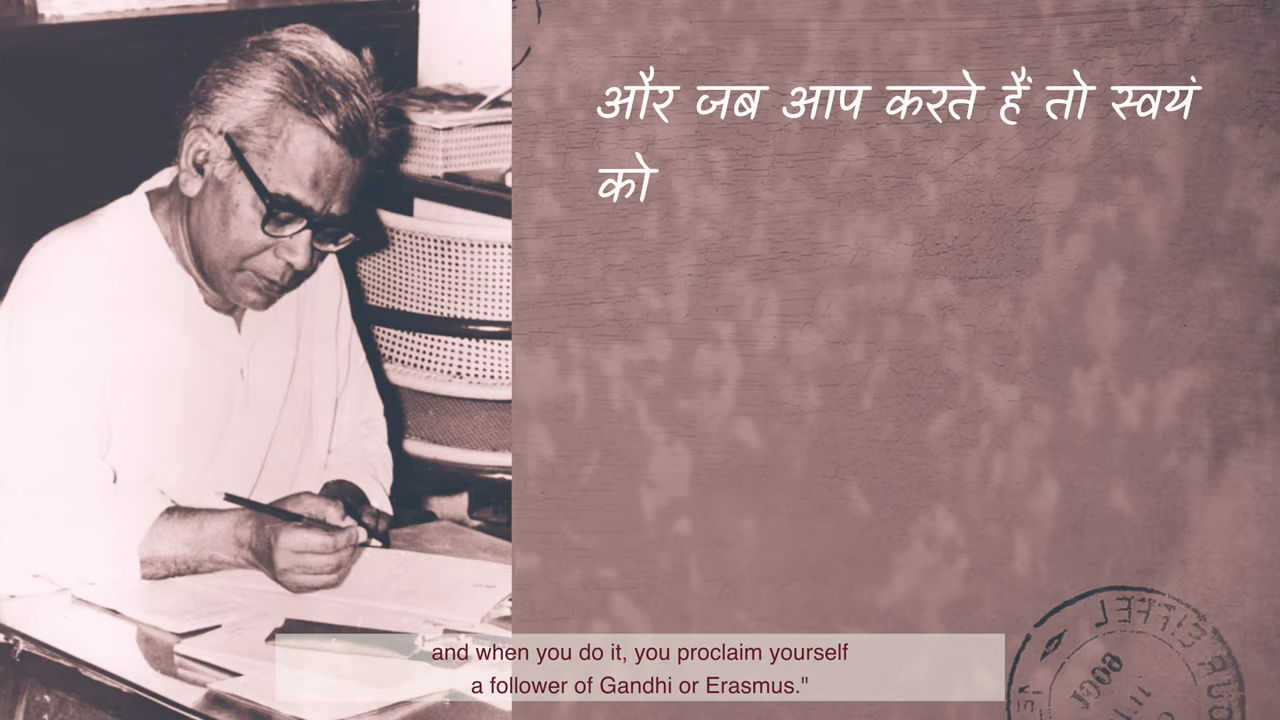 और जब आप करते हैं तो स्वयं
को
and when you do it, you proclaim yourself
a follower of Gandhi or Erasmus."